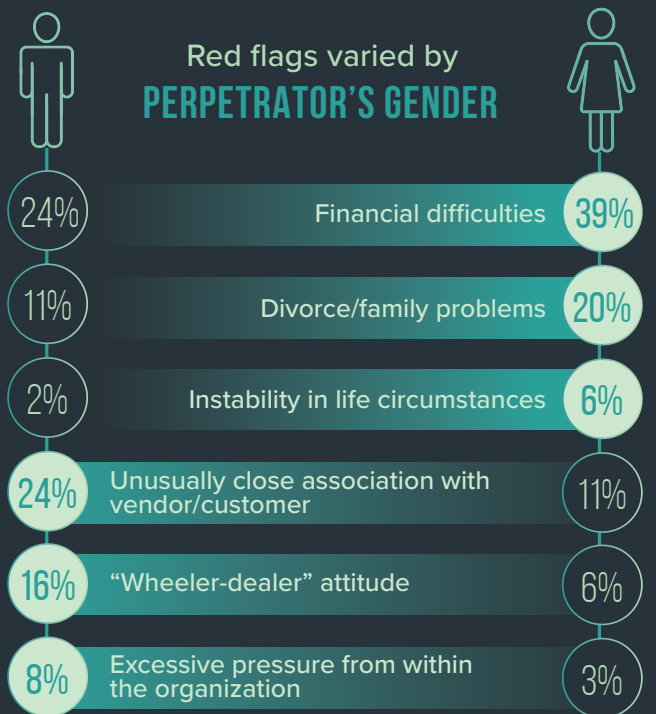 Red flags varied by
PERPETRATOR'S GENDER
24%
Financial difficulties
39%
11%
Divorce/family problems
20%
2%
Instability in life circumstances
6%
24%
Unusually close association with
vendor/customer
11%
16%
“Wheeler-dealer” attitude
6%
8%
Excessive pressure from within
the organization
3%